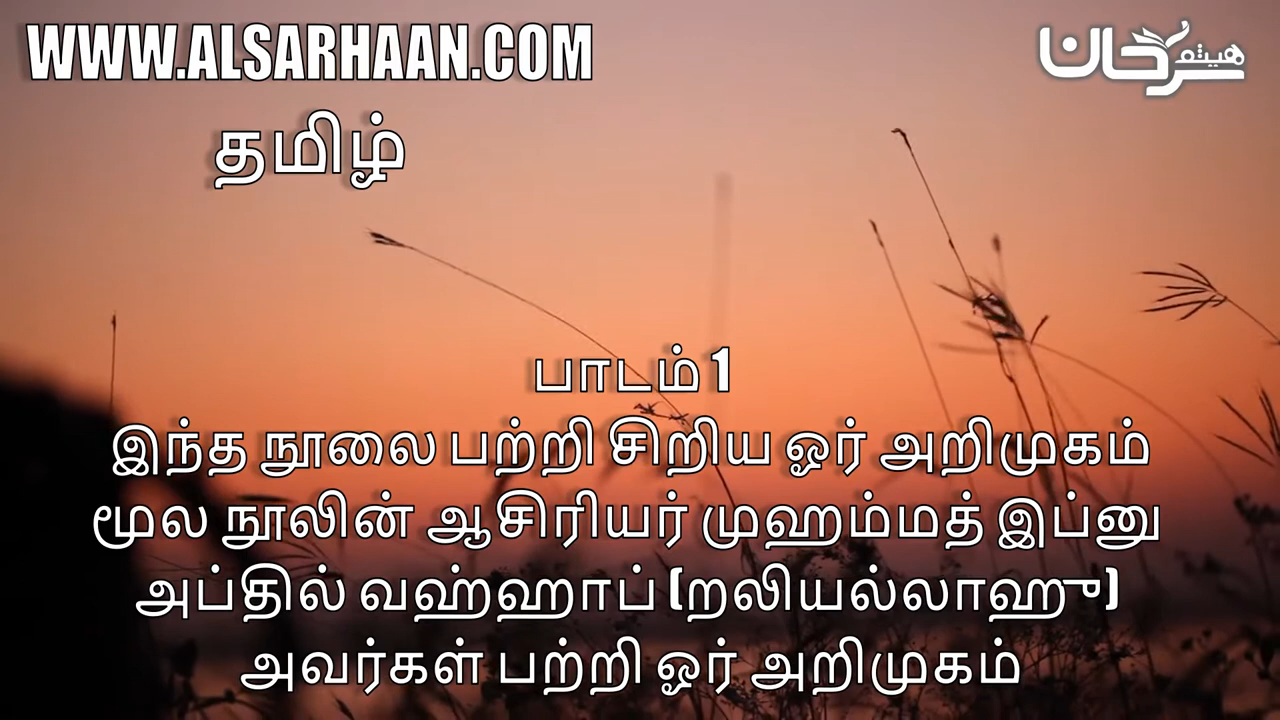 WWW.ALSARHAAN.COM
هيثم سرحان
தமிழ்
பாடம் 1
இந்த நூலை பற்றி சிறிய ஓர் அறிமுகம்
மூல நூலின் ஆசிரியர் முஹம்மத் இப்னு
அப்தில் வஹ்ஹாப் (றலியல்லாஹு)
அவர்கள் பற்றி ஓர் அறிமுகம்